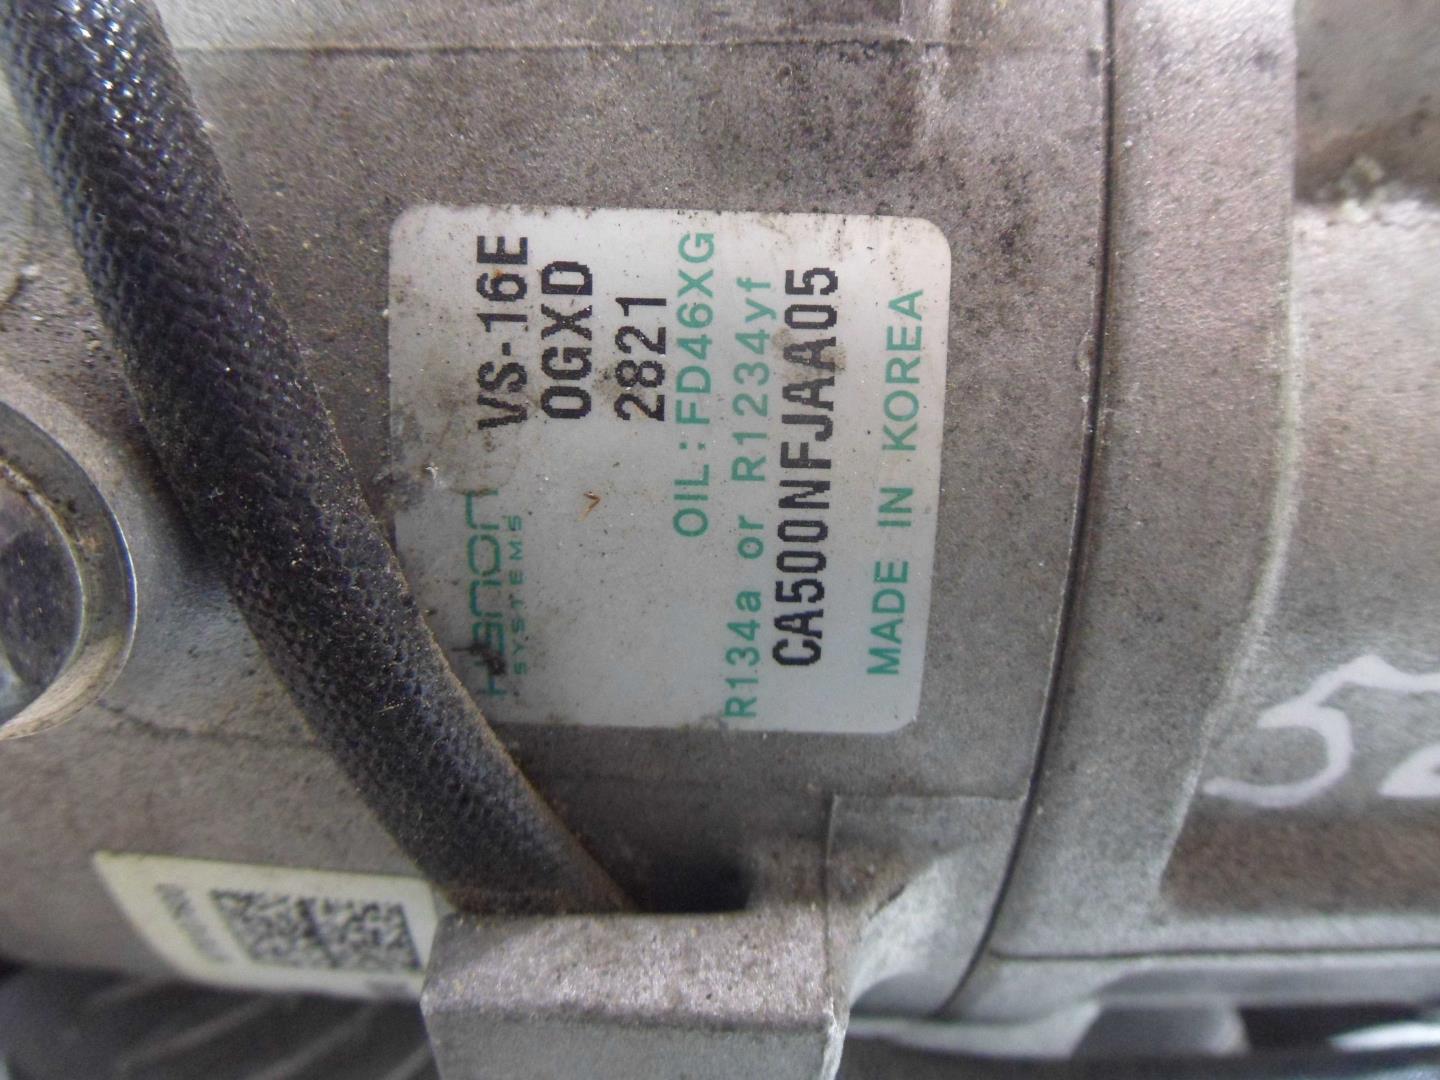 VS-16E
0GXD
Hanon
SYSTEMS
2821
OIL:FD46XG
R134a or R1234yf
CA500NFJAA05
MADE IN KOREA